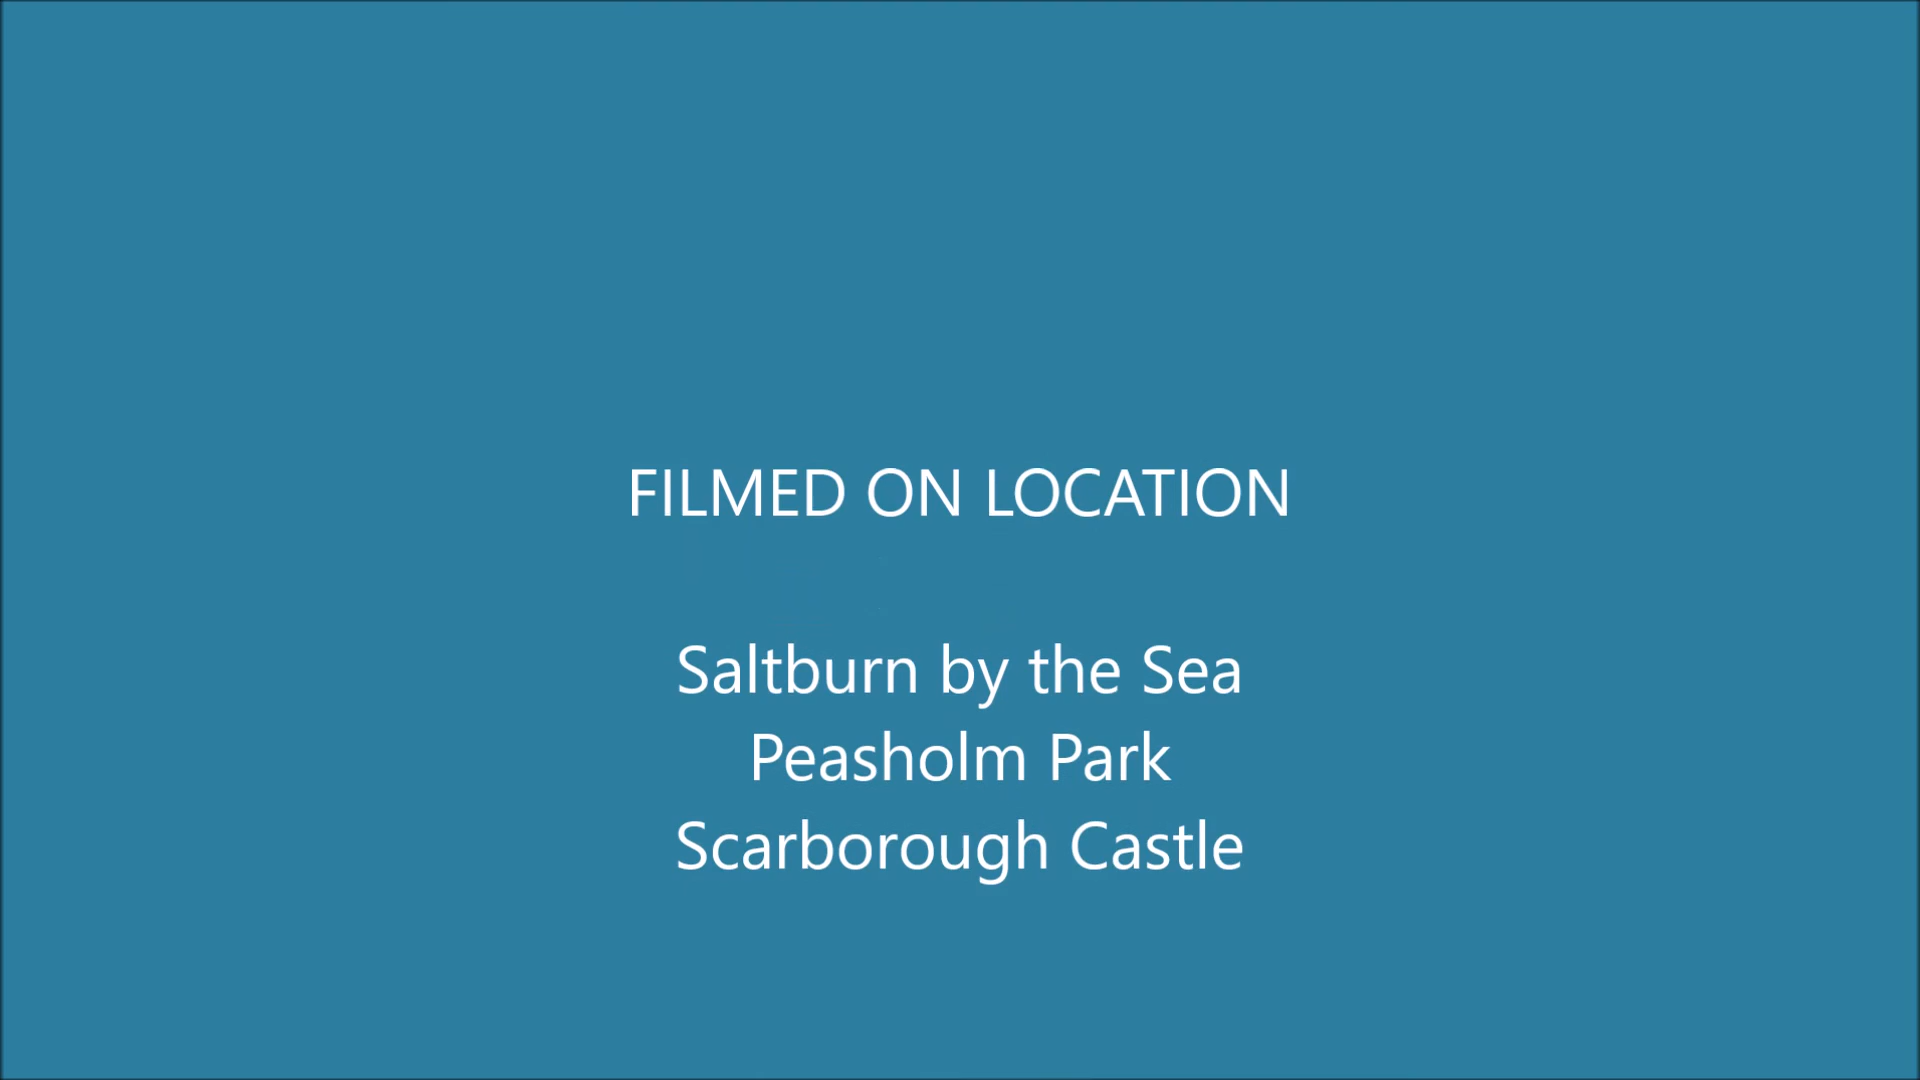 FILMED ON LOCATION
Saltburn by the Sea
Peasholm Park
Scarborough Castle